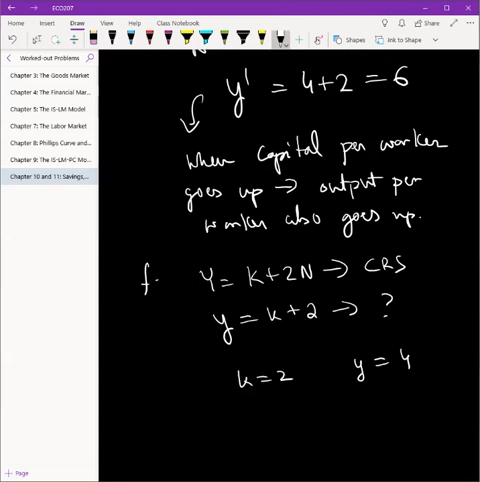 ECO207
Home Insert Draw View Help Class Notebook
Share
Shapes Ink to Shape
Worked-out Problems
Chapter 3: The Goods Market
Chapter 4: The Financial Mar...
Chapter 5: The IS-LM Model
Chapter 7: The Labor Market
Chapter 8: Phillips Curve and...
Chapter 9: The IS-LM-PC Mo...
Chapter 10 and 11: Savings,...
+ Page
y' = 4+2 = 6
when capital per worker
goes up → output per
worker also goes up.
f. Y = K + 2N → CRS
y = k + 2 → ?
k = 2 y = 4